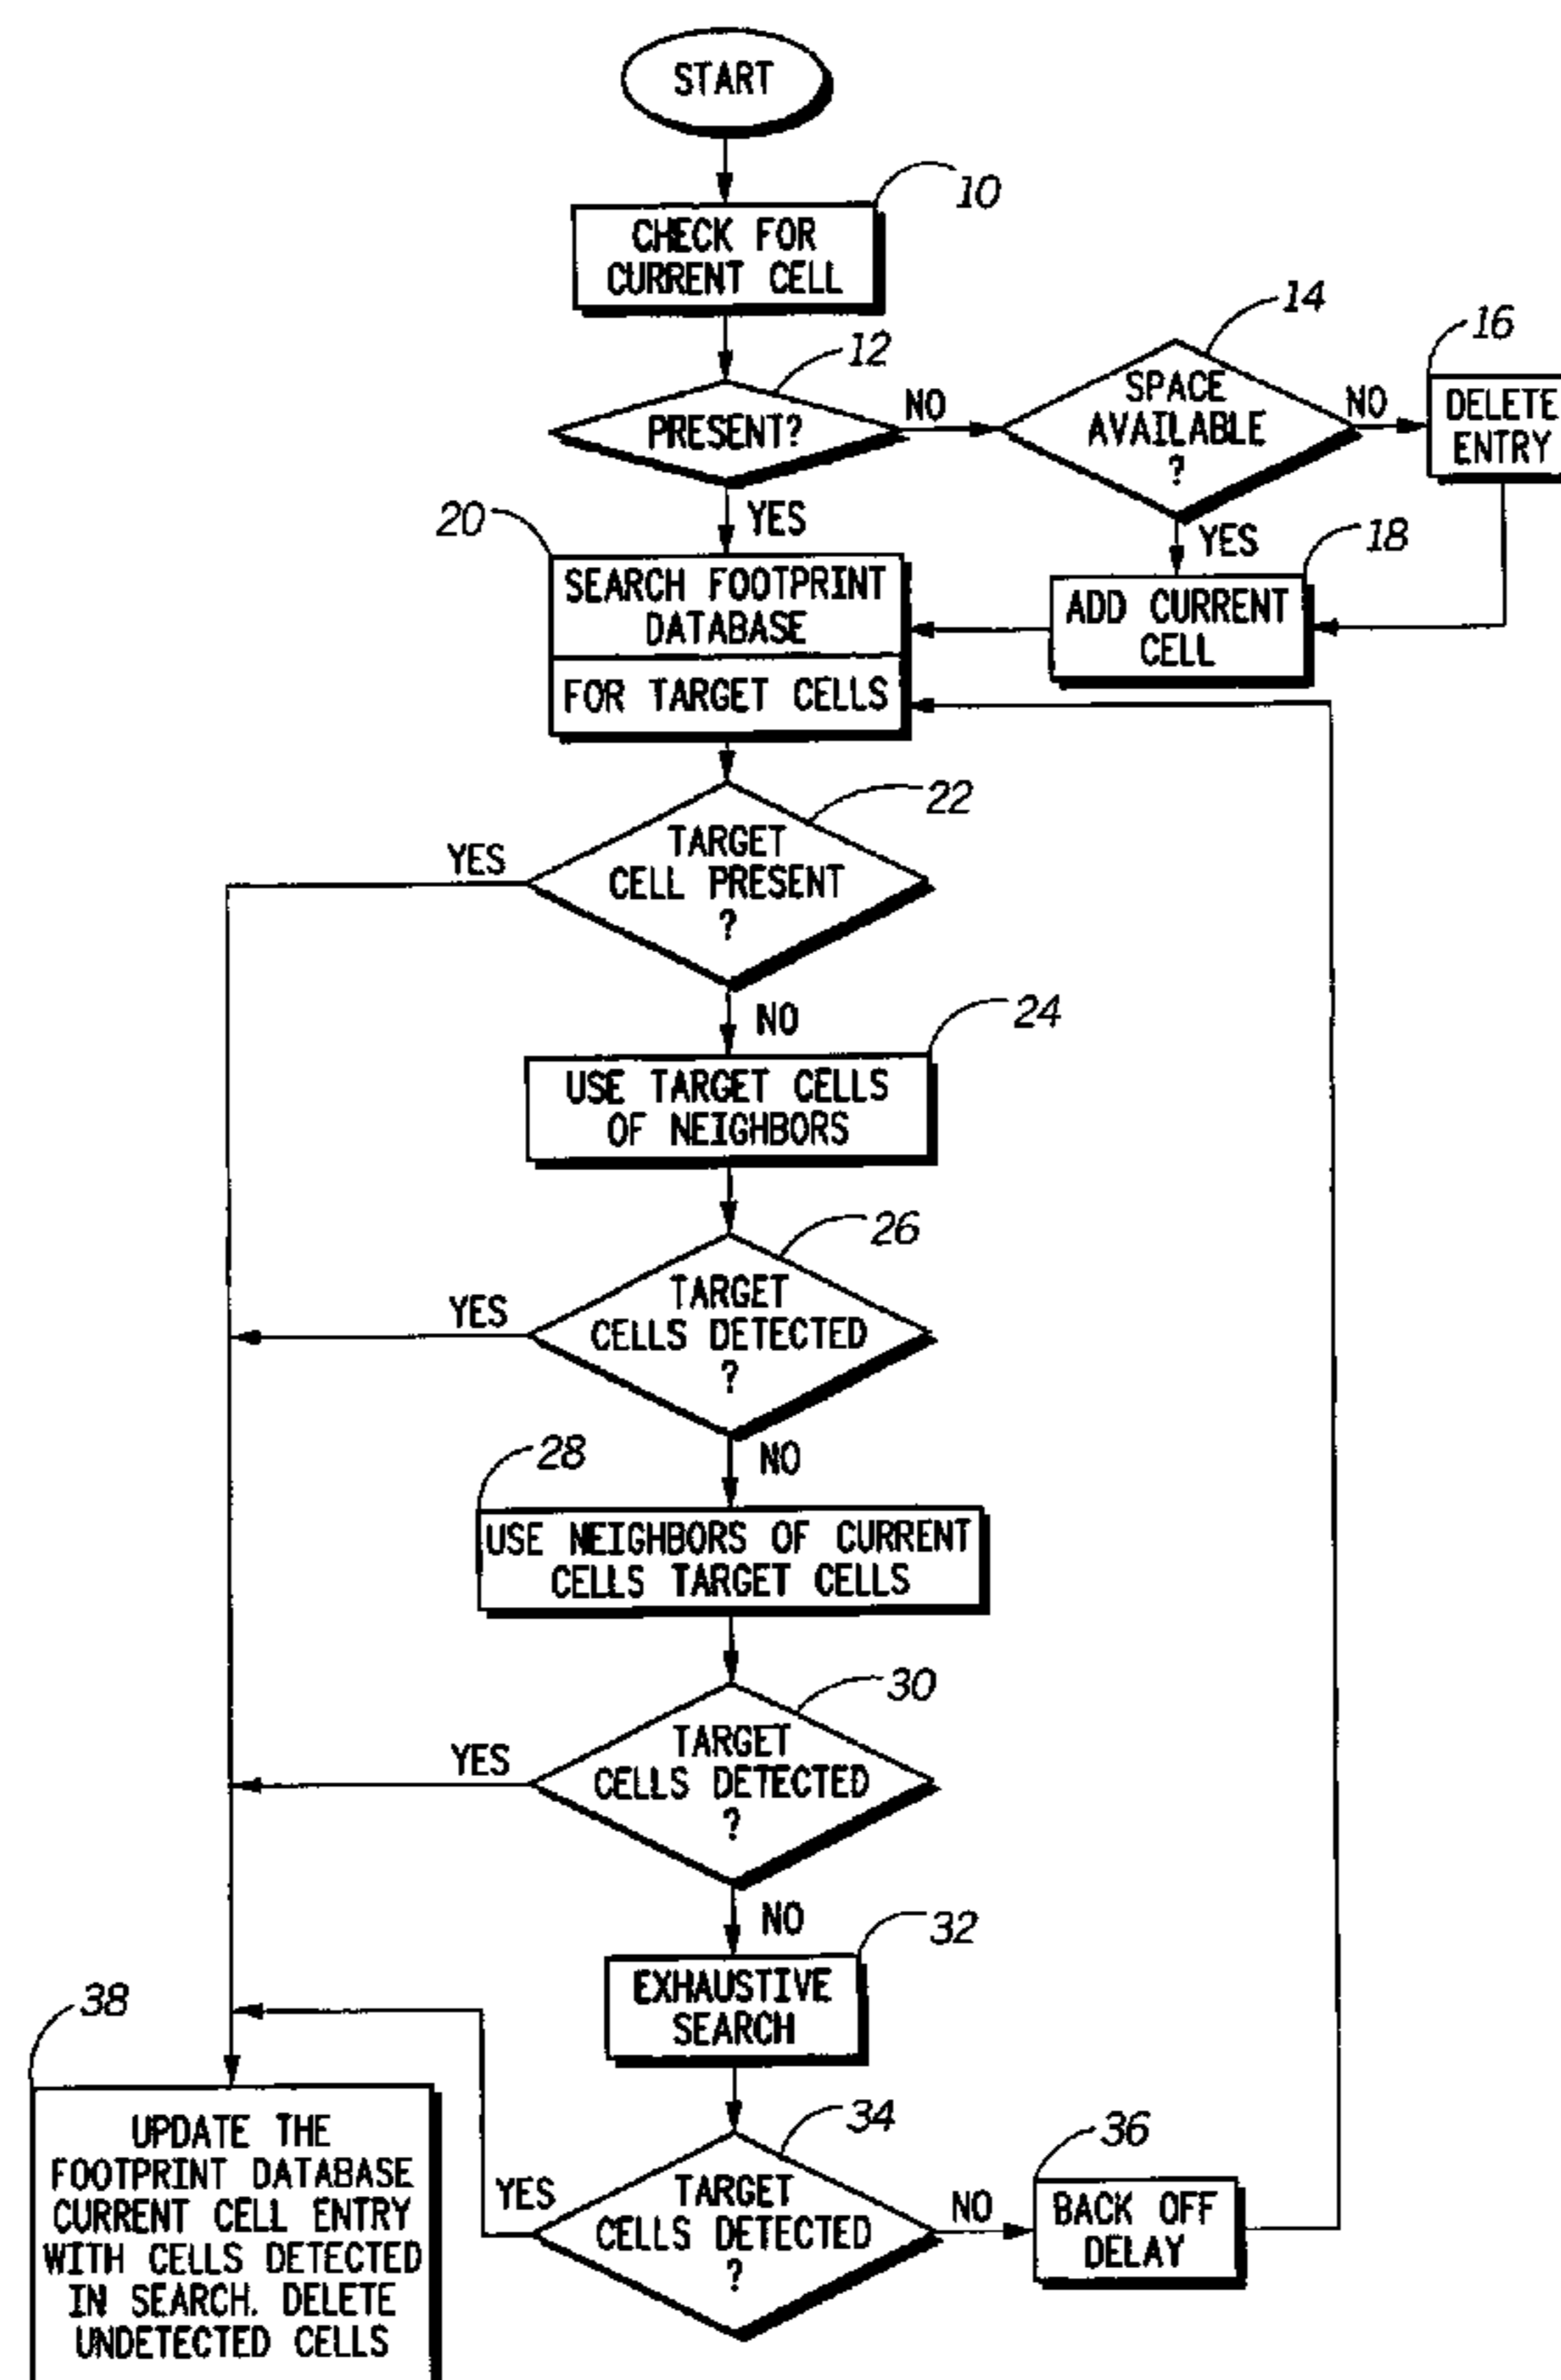 START
10
CHECK FOR
CURRENT CELL
12
PRESENT?
NO
14
SPACE
AVAILABLE
?
NO
16
DELETE
ENTRY
YES
YES
18
ADD CURRENT
CELL
20
SEARCH FOOTPRINT
DATABASE
FOR TARGET CELLS
22
TARGET
CELL PRESENT
?
YES
NO
24
USE TARGET CELLS
OF NEIGHBORS
26
TARGET
CELLS DETECTED
?
YES
NO
28
USE NEIGHBORS OF CURRENT
CELLS TARGET CELLS
30
TARGET
CELLS DETECTED
?
YES
NO
32
EXHAUSTIVE
SEARCH
34
TARGET
CELLS DETECTED
?
YES
NO
36
BACK OFF
DELAY
38
UPDATE THE
FOOTPRINT DATABASE
CURRENT CELL ENTRY
WITH CELLS DETECTED
IN SEARCH. DELETE
UNDETECTED CELLS